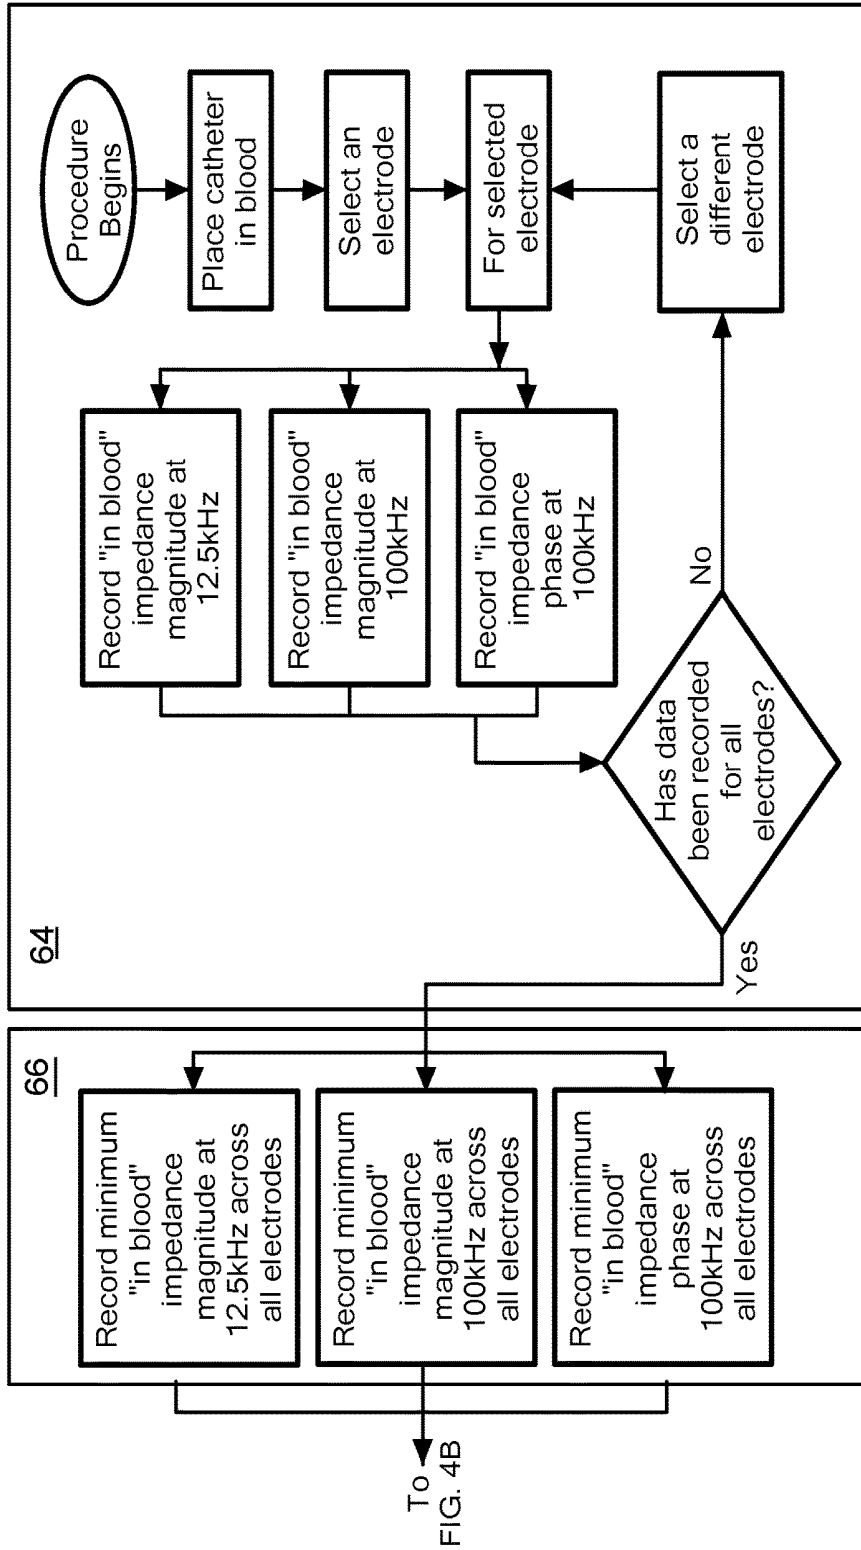 64
Procedure
Begins
Place catheter
in blood
Select an
electrode
For selected
electrode
Select a
different
electrode
Record "in blood"
impedance
magnitude at
12.5kHz
Record "in blood"
impedance
magnitude at
100kHz
Record "in blood"
impedance
phase at
100kHz
Has data
been recorded
for all
electrodes?
No
Yes
66
Record minimum
"in blood"
impedance
magnitude at
12.5kHz across
all electrodes
Record minimum
"in blood"
impedance
magnitude at
100kHz across
all electrodes
Record minimum
"in blood"
impedance
phase at
100kHz across
all electrodes
To
FIG. 4B